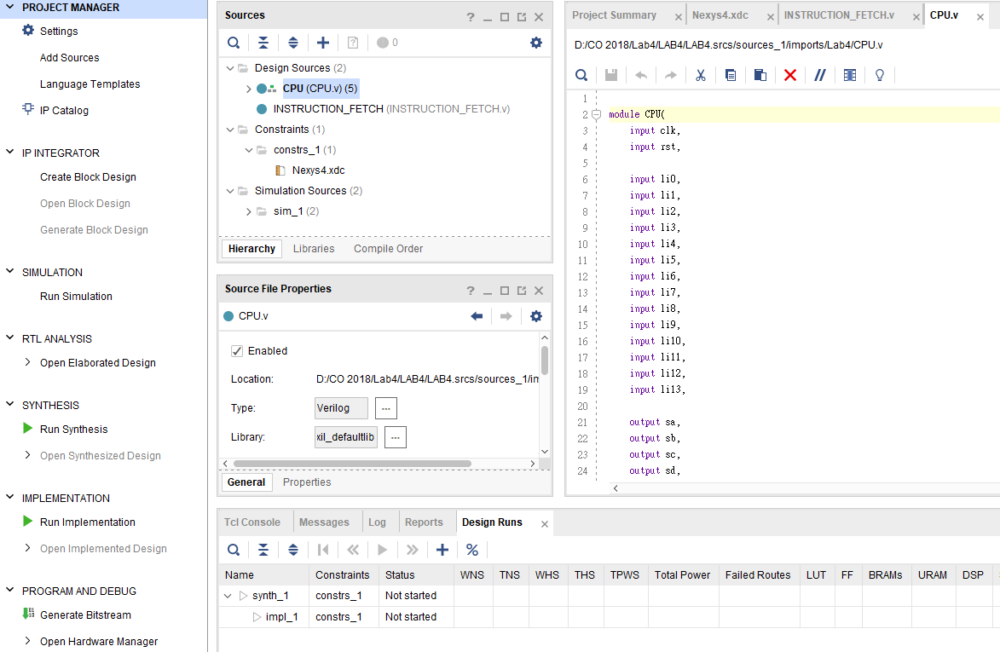 PROJECT MANAGER
Settings
Add Sources
Language Templates
IP Catalog
IP INTEGRATOR
Create Block Design
Open Block Design
Generate Block Design
SIMULATION
Run Simulation
RTL ANALYSIS
Open Elaborated Design
SYNTHESIS
Run Synthesis
Open Synthesized Design
IMPLEMENTATION
Run Implementation
Open Implemented Design
PROGRAM AND DEBUG
Generate Bitstream
Open Hardware Manager
Sources
0
Design Sources (2)
CPU (CPU.v) (5)
INSTRUCTION_FETCH (INSTRUCTION_FETCH.v)
Constraints (1)
constrs_1 (1)
Nexys4.xdc
Simulation Sources (2)
sim_1 (2)
Hierarchy Libraries Compile Order
Source File Properties
CPU.v
Enabled
Location: D:/CO 2018/Lab4/LAB4/LAB4.srcs/sources_1/im
Type: Verilog ...
Library: xil_defaultlib ...
General Properties
Project Summary Nexys4.xdc INSTRUCTION_FETCH.v CPU.v
D:/CO 2018/Lab4/LAB4/LAB4.srcs/sources_1/imports/Lab4/CPU.v
1
2 module CPU(
3 input clk,
4 input rst,
5
6 input li0,
7 input li1,
8 input li2,
9 input li3,
10 input li4,
11 input li5,
12 input li6,
13 input li7,
14 input li8,
15 input li9,
16 input li10,
17 input li11,
18 input li12,
19 input li13,
20
21 output sa,
22 output sb,
23 output sc,
24 output sd,
Tcl Console Messages Log Reports Design Runs
Name Constraints Status WNS TNS WHS THS TPWS Total Power Failed Routes LUT FF BRAMs URAM DSP
synth_1 constrs_1 Not started
impl_1 constrs_1 Not started